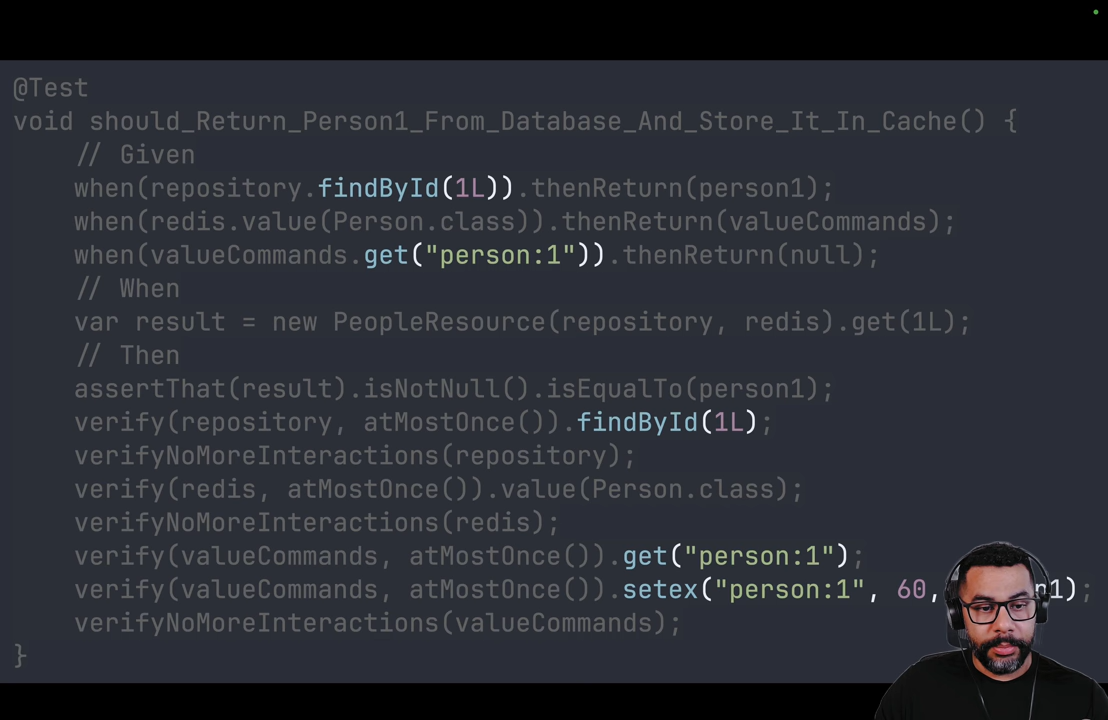 @Test
void should_Return_Person1_From_Database_And_Store_It_In_Cache() {
// Given
when(repository.findById(1L)).thenReturn(person1);
when(redis.value(Person.class)).thenReturn(valueCommands);
when(valueCommands.get("person:1")).thenReturn(null);
// When
var result = new PeopleResource(repository, redis).get(1L);
// Then
assertThat(result).isNotNull().isEqualTo(person1);
verify(repository, atMostOnce()).findById(1L);
verifyNoMoreInteractions(repository);
verify(redis, atMostOnce()).value(Person.class);
verifyNoMoreInteractions(redis);
verify(valueCommands, atMostOnce()).get("person:1");
verify(valueCommands, atMostOnce()).setex("person:1", 60, n1);
verifyNoMoreInteractions(valueCommands);
}